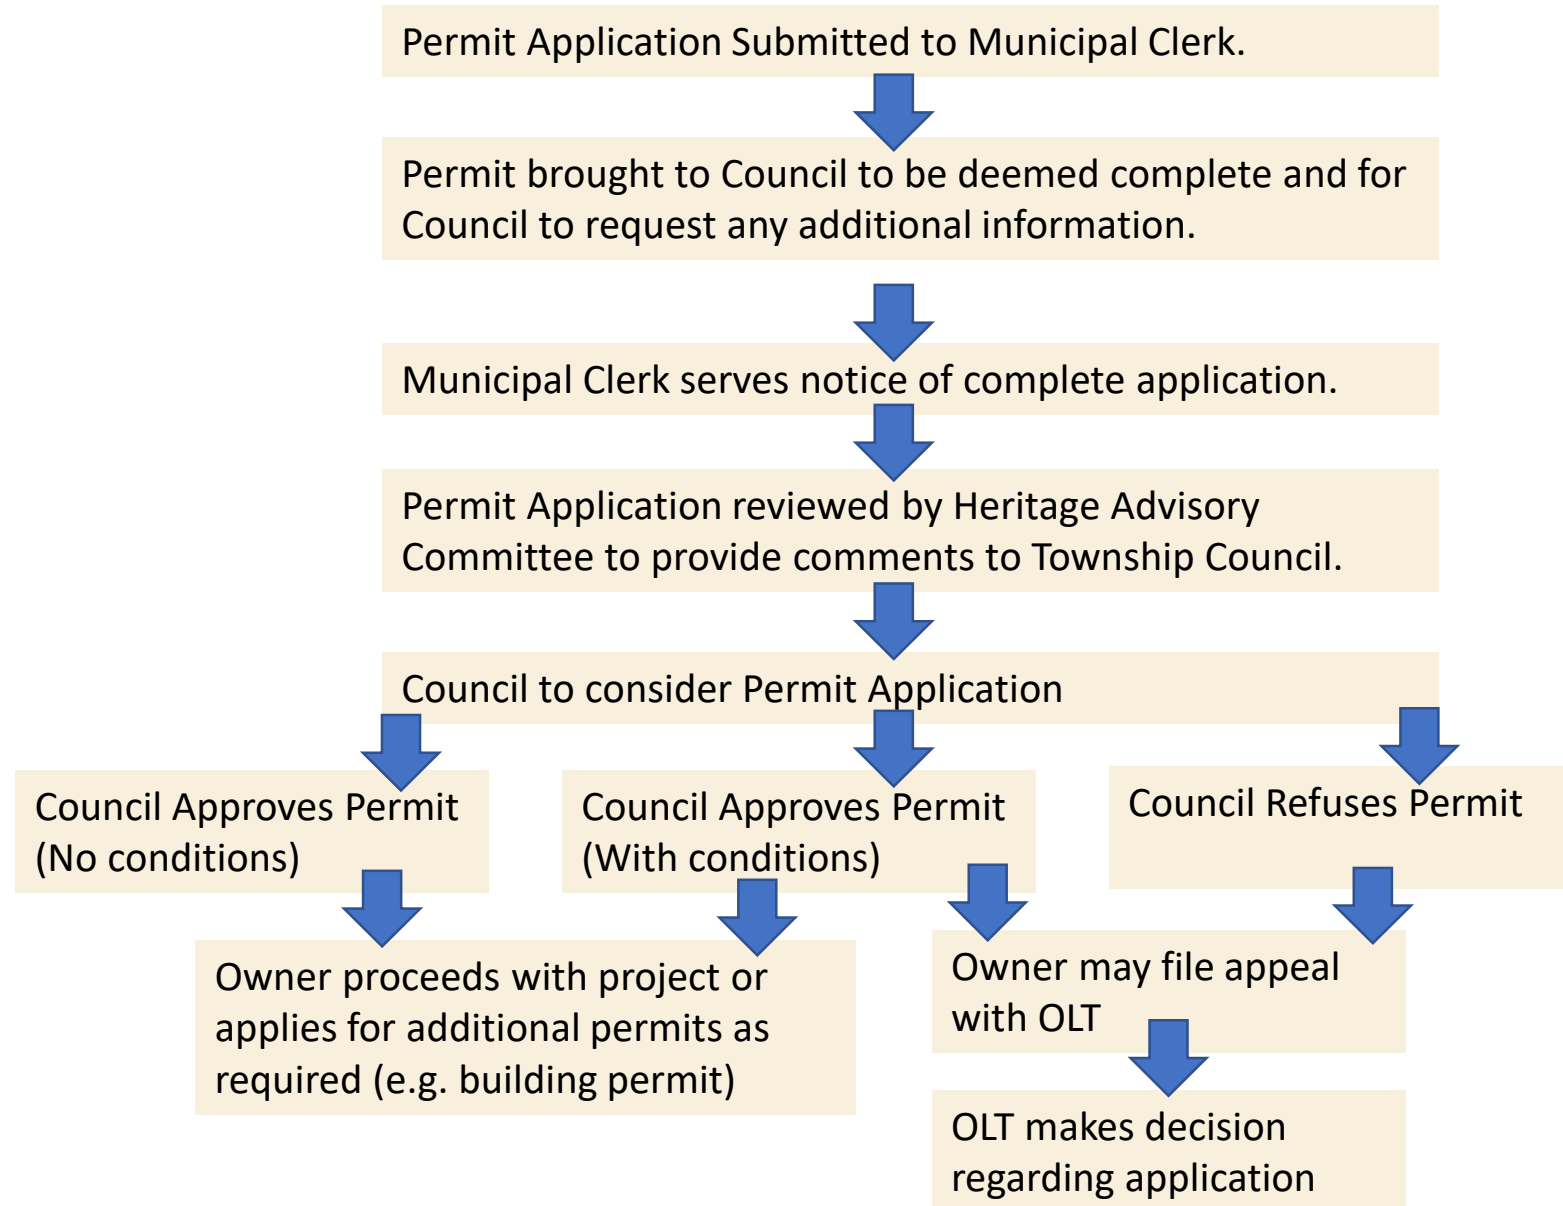 Permit Application Submitted to Municipal Clerk.
Permit brought to Council to be deemed complete and for
Council to request any additional information.
Municipal Clerk serves notice of complete application.
Permit Application reviewed by Heritage Advisory
Committee to provide comments to Township Council.
Council to consider Permit Application
Council Approves Permit
(No conditions)
Council Approves Permit
(With conditions)
Council Refuses Permit
Owner proceeds with project or
applies for additional permits as
required (e.g. building permit)
Owner may file appeal
with OLT
OLT makes decision
regarding application